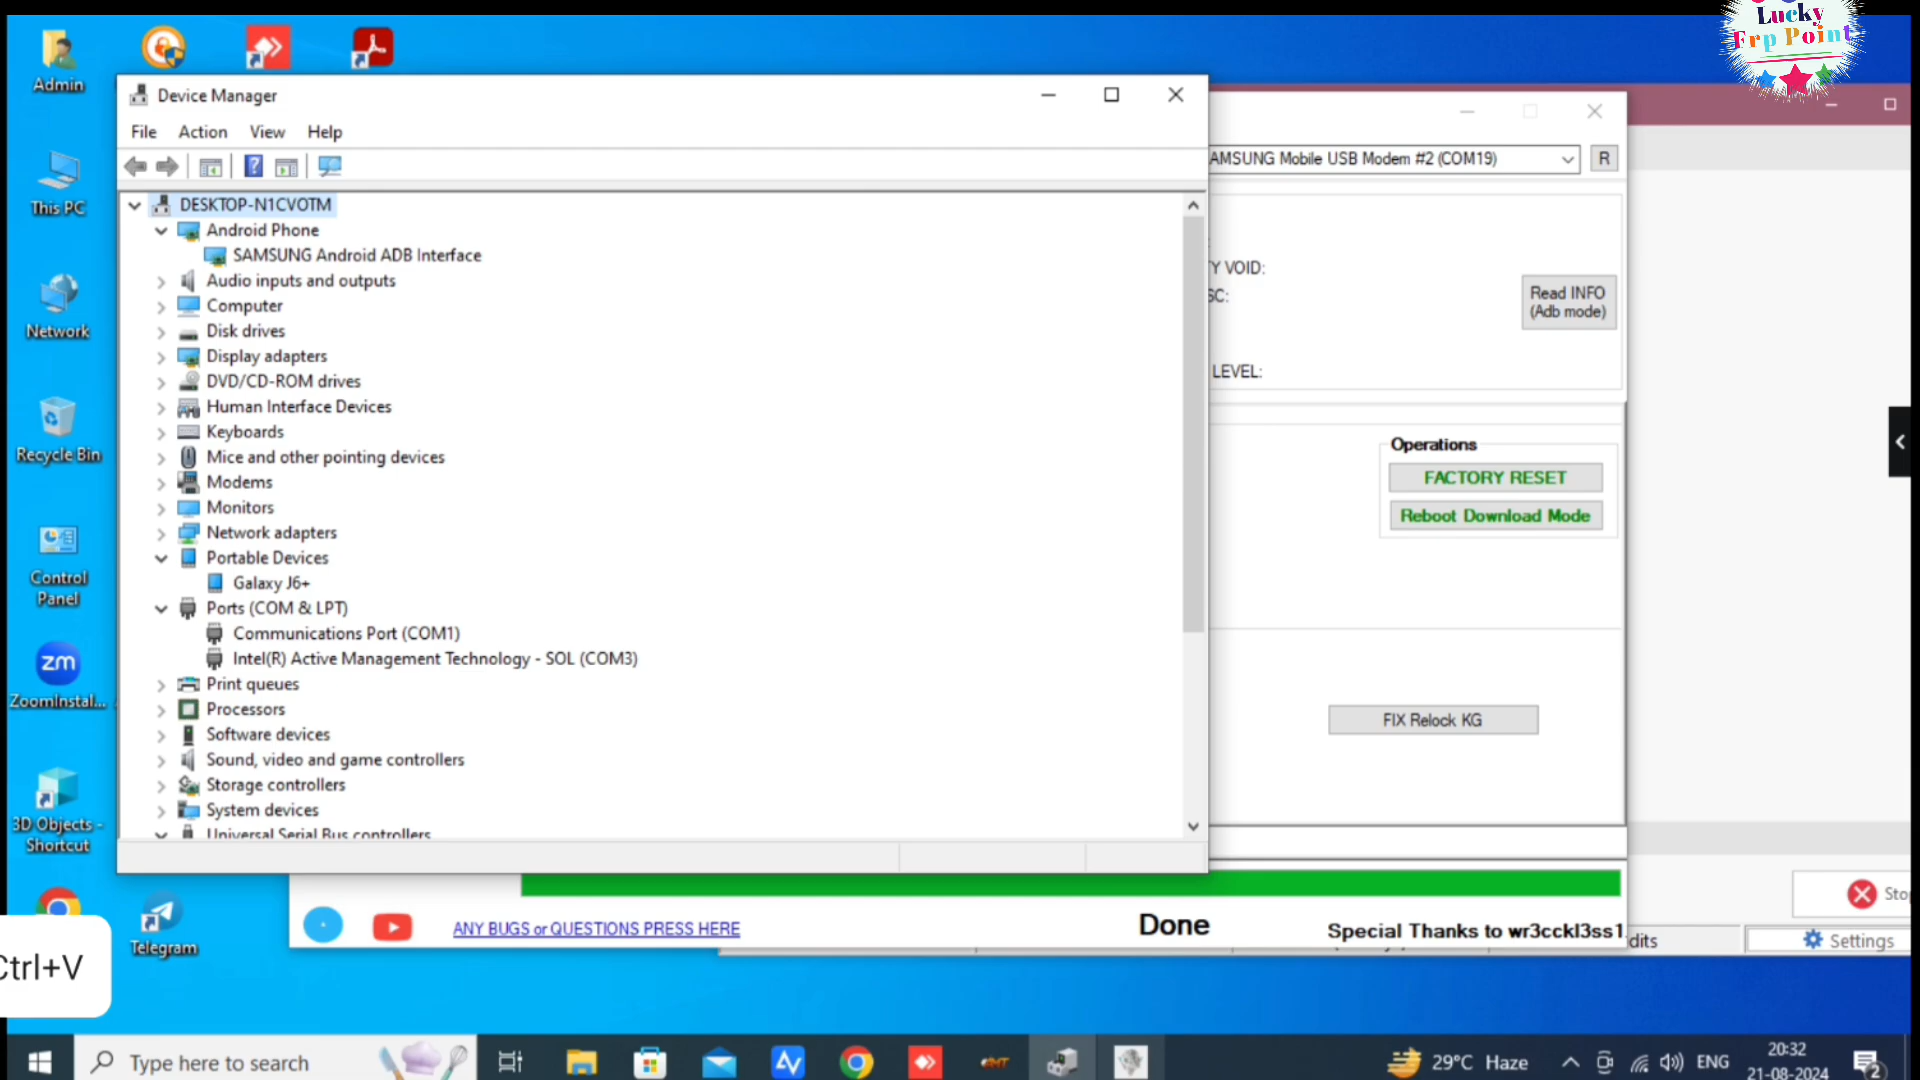 Lucky
Frp Point
Admin
Device Manager
File Action View Help
AMSUNG Mobile USB Modem #2 (COM19)
R
This PC
DESKTOP-N1CVOTM
Android Phone
SAMSUNG Android ADB Interface
Audio inputs and outputs
Computer
Disk drives
Display adapters
DVD/CD-ROM drives
Human Interface Devices
Keyboards
Mice and other pointing devices
Modems
Monitors
Network adapters
Portable Devices
Galaxy J6+
Ports (COM & LPT)
Communications Port (COM1)
Intel(R) Active Management Technology - SOL (COM3)
Print queues
Processors
Software devices
Sound, video and game controllers
Storage controllers
System devices
Universal Serial Bus controllers
Y VOID:
SC:
Read INFO
(Adb mode)
LEVEL:
Operations
FACTORY RESET
Reboot Download Mode
FIX Relock KG
Network
Recycle Bin
Control
Panel
zm
ZoomInstal...
3D Objects -
Shortcut
Telegram
Ctrl+V
ANY BUGS or QUESTIONS PRESS HERE
Done
Special Thanks to wr3cckl3ss1
dits
Sto
Settings
Type here to search
29°C Haze
ENG
20:32
21-08-2024
2